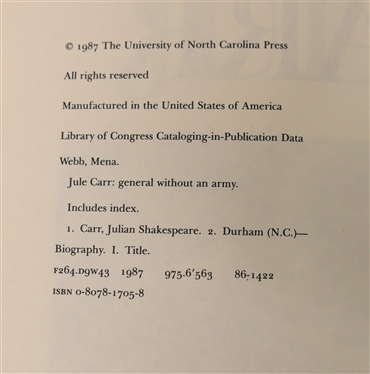 © 1987 The University of North Carolina Press
All rights reserved
Manufactured in the United States of America
Library of Congress Cataloging-in-Publication Data
Webb, Mena.
Jule Carr: general without an army.
Includes index.
1. Carr, Julian Shakespeare. 2. Durham (N.C.)—
Biography. I. Title.
F264.D9W43 1987 975.6'563 86-1422
ISBN 0-8078-1705-8